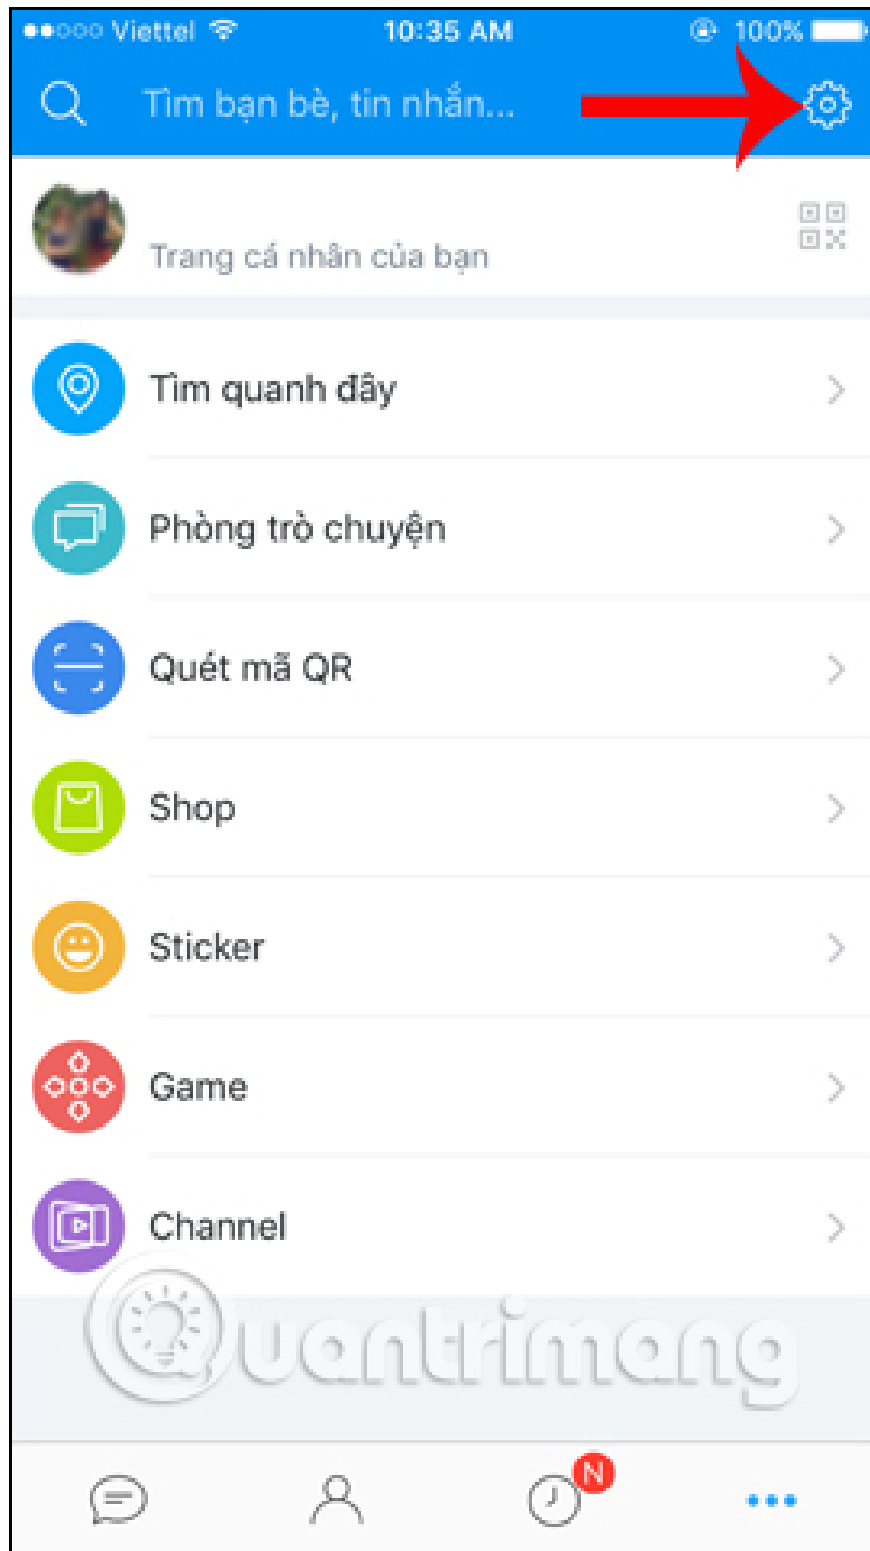 Viettel 10:35 AM 100%
Tìm bạn bè, tin nhắn...
Trang cá nhân của bạn
Tìm quanh đây
Phòng trò chuyện
Quét mã QR
Shop
Sticker
Game
Channel
Quantrimang
N